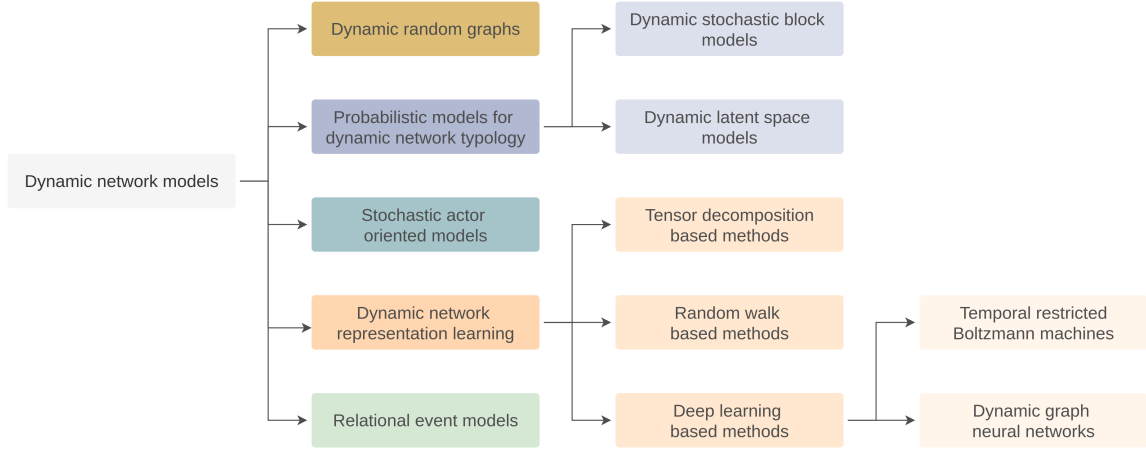 Dynamic network models
Dynamic random graphs
Probabilistic models for
dynamic network typology
Dynamic stochastic block
models
Dynamic latent space
models
Stochastic actor
oriented models
Dynamic network
representation learning
Tensor decomposition
based methods
Random walk
based methods
Deep learning
based methods
Temporal restricted
Boltzmann machines
Dynamic graph
neural networks
Relational event models